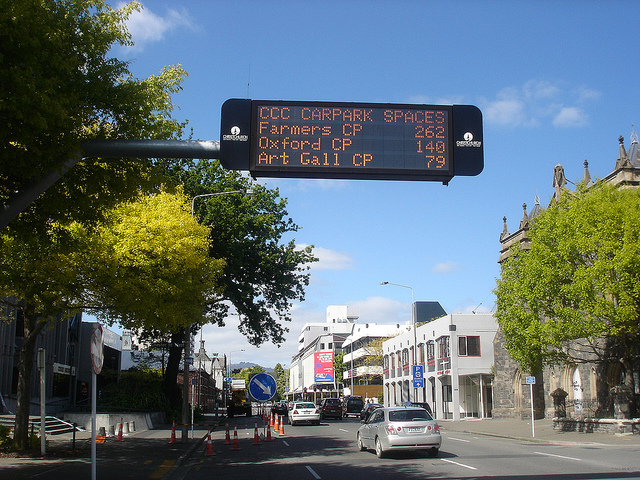 CCC CARPARK SPACES
Farmers CP 262
Oxford CP 140
Art Gall CP 79